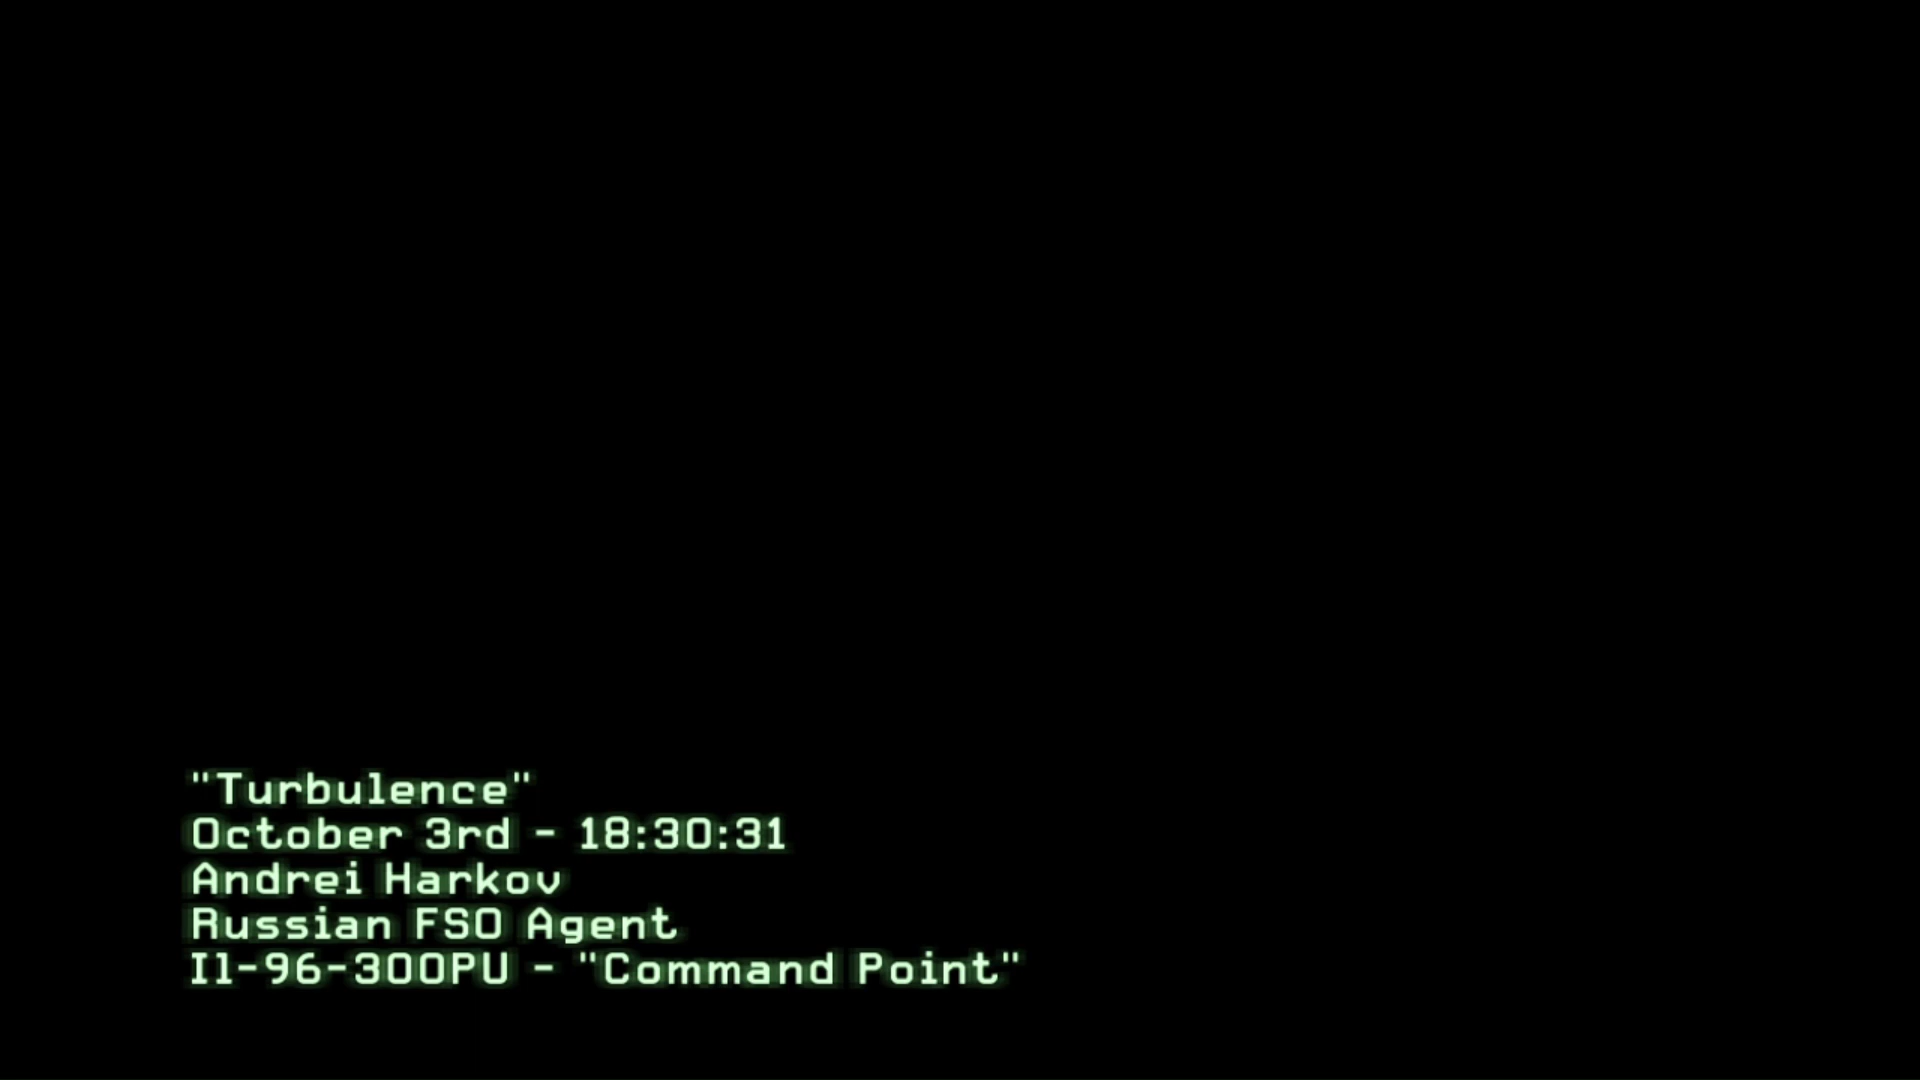 "Turbulence"
October 3rd - 18:30:31
Andrei Harkov
Russian FSO Agent
Il-96-300PU - "Command Point"